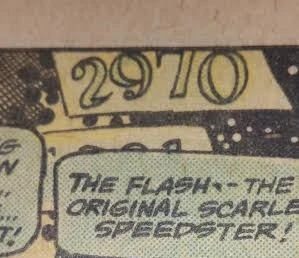 2970
THE FLASH-- THE
ORIGINAL SCARLE
SPEEDSTER!